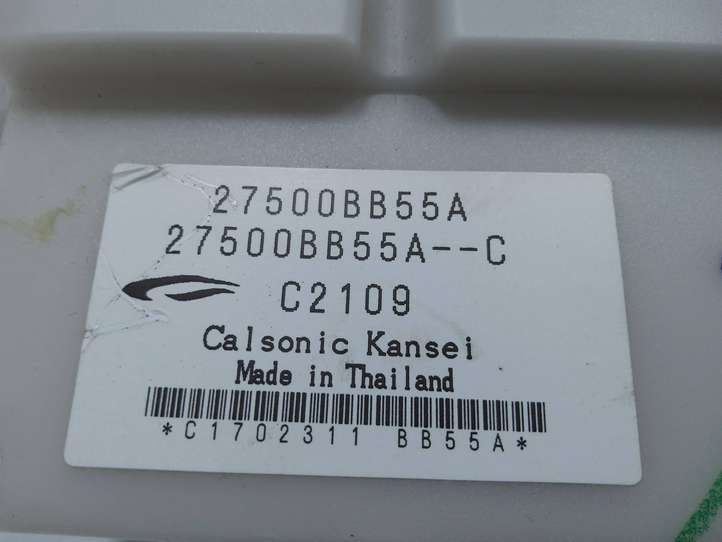 27500BB55A
27500BB55A--C
C2109
Calsonic Kansei
Made in Thailand
*C1702311 BB55A*